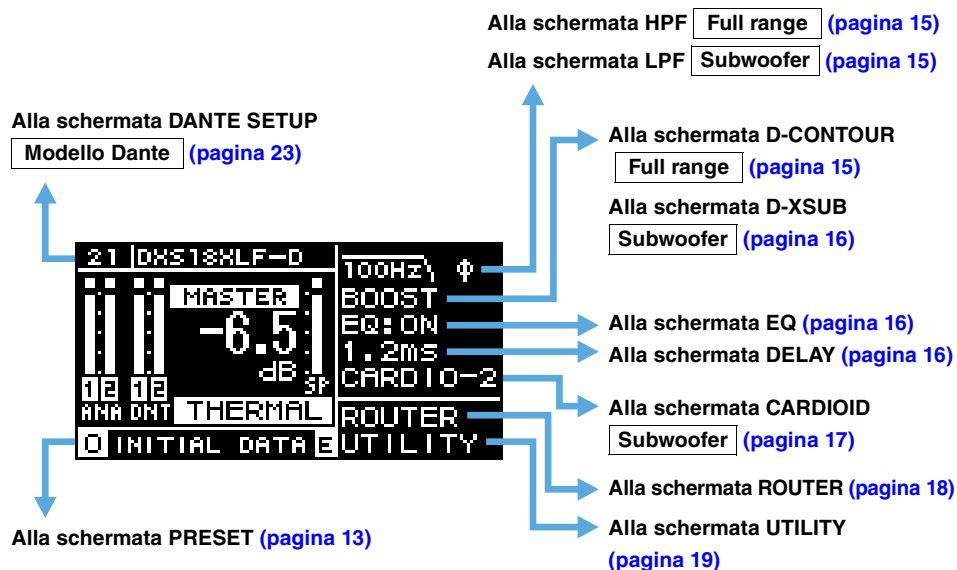 Alla schermata HPF Full range (pagina 15)
Alla schermata LPF Subwoofer (pagina 15)
Alla schermata DANTE SETUP
Modello Dante (pagina 23)
Alla schermata D-CONTOUR
Full range (pagina 15)
Alla schermata D-XSUB
Subwoofer (pagina 16)
21 DXS18XLF-D
MASTER
-6.5
dB
SP
1 2 1 2
ANA DNT
THERMAL
0 INITIAL DATA E
100Hz ϕ
BOOST
EQ:ON
1.2ms
CARDIO-2
ROUTER
UTILITY
Alla schermata EQ (pagina 16)
Alla schermata DELAY (pagina 16)
Alla schermata CARDIOID
Subwoofer (pagina 17)
Alla schermata ROUTER (pagina 18)
Alla schermata UTILITY
(pagina 19)
Alla schermata PRESET (pagina 13)